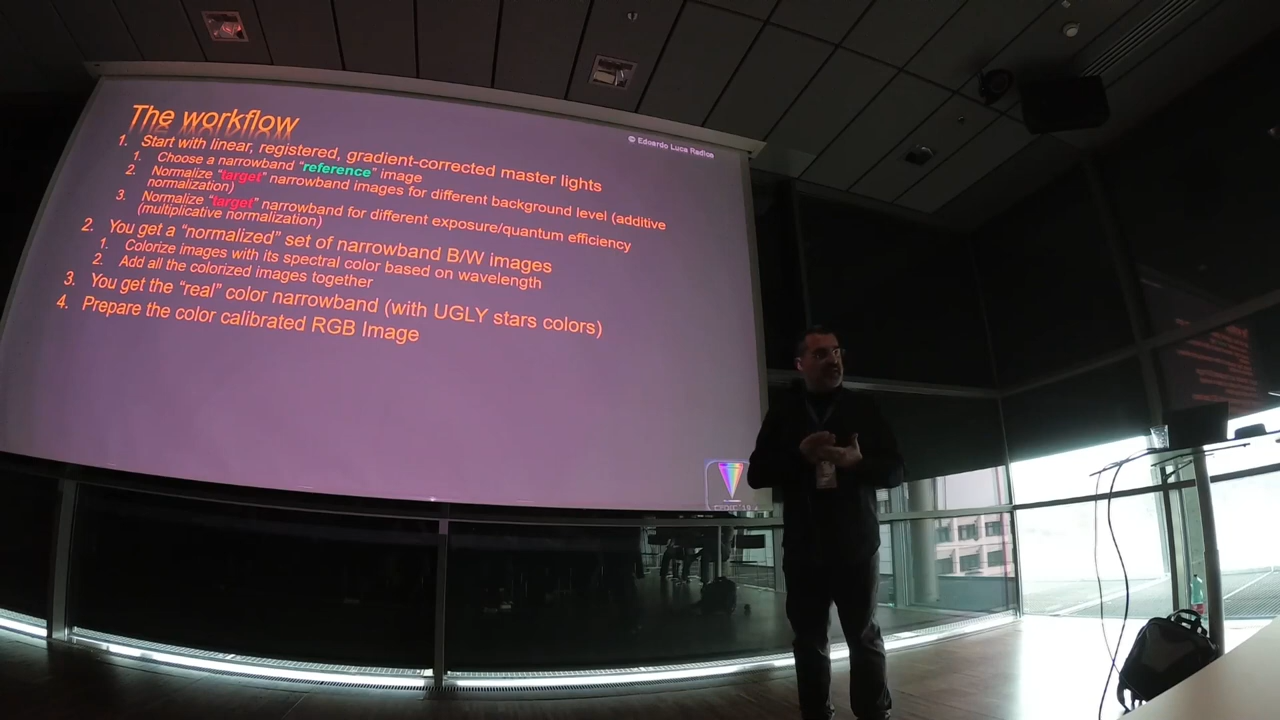 The workflow
© Edoardo Luca Radice
1. Start with linear, registered, gradient-corrected master lights
1. Choose a narrowband “reference” image
2. Normalize “target” narrowband images for different background level (additive
normalization)
3. Normalize “target” narrowband for different exposure/quantum efficiency
(multiplicative normalization)
2. You get a “normalized” set of narrowband B/W images
1. Colorize images with its spectral color based on wavelength
2. Add all the colorized images together
3. You get the “real” color narrowband (with UGLY stars colors)
4. Prepare the color calibrated RGB Image